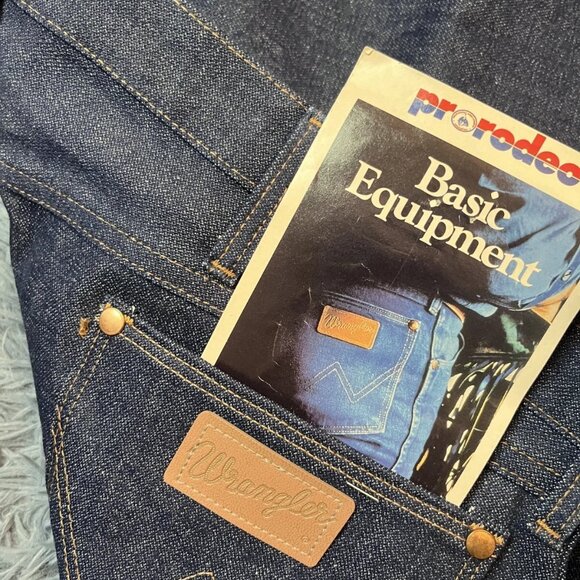 prorodeo
Basic
Equipment
Wrangler
Wrangler